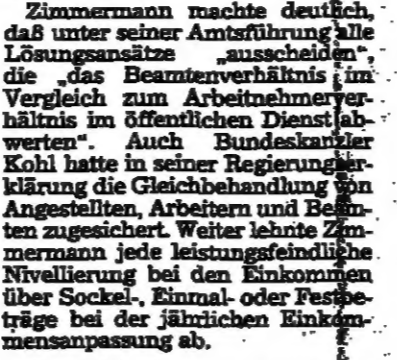 Zimmermann machte deutlich,
daß unter seiner Amtsführung alle
Lösungsansätze „ausscheiden“,
die „das Beamtenverhältnis im
Vergleich zum Arbeitnehmerver-
hältnis im öffentlichen Dienst ab-
werten“. Auch Bundeskanzler
Kohl hatte in seiner Regierungser-
klärung die Gleichbehandlung von
Angestellten, Arbeitern und Beam-
ten zugesichert. Weiter lehnte Zim-
mermann jede leistungsfeindliche
Nivellierung bei den Einkommen
über Sockel-, Einmal- oder Festbe-
träge bei der jährlichen Einkom-
mensanpassung ab.